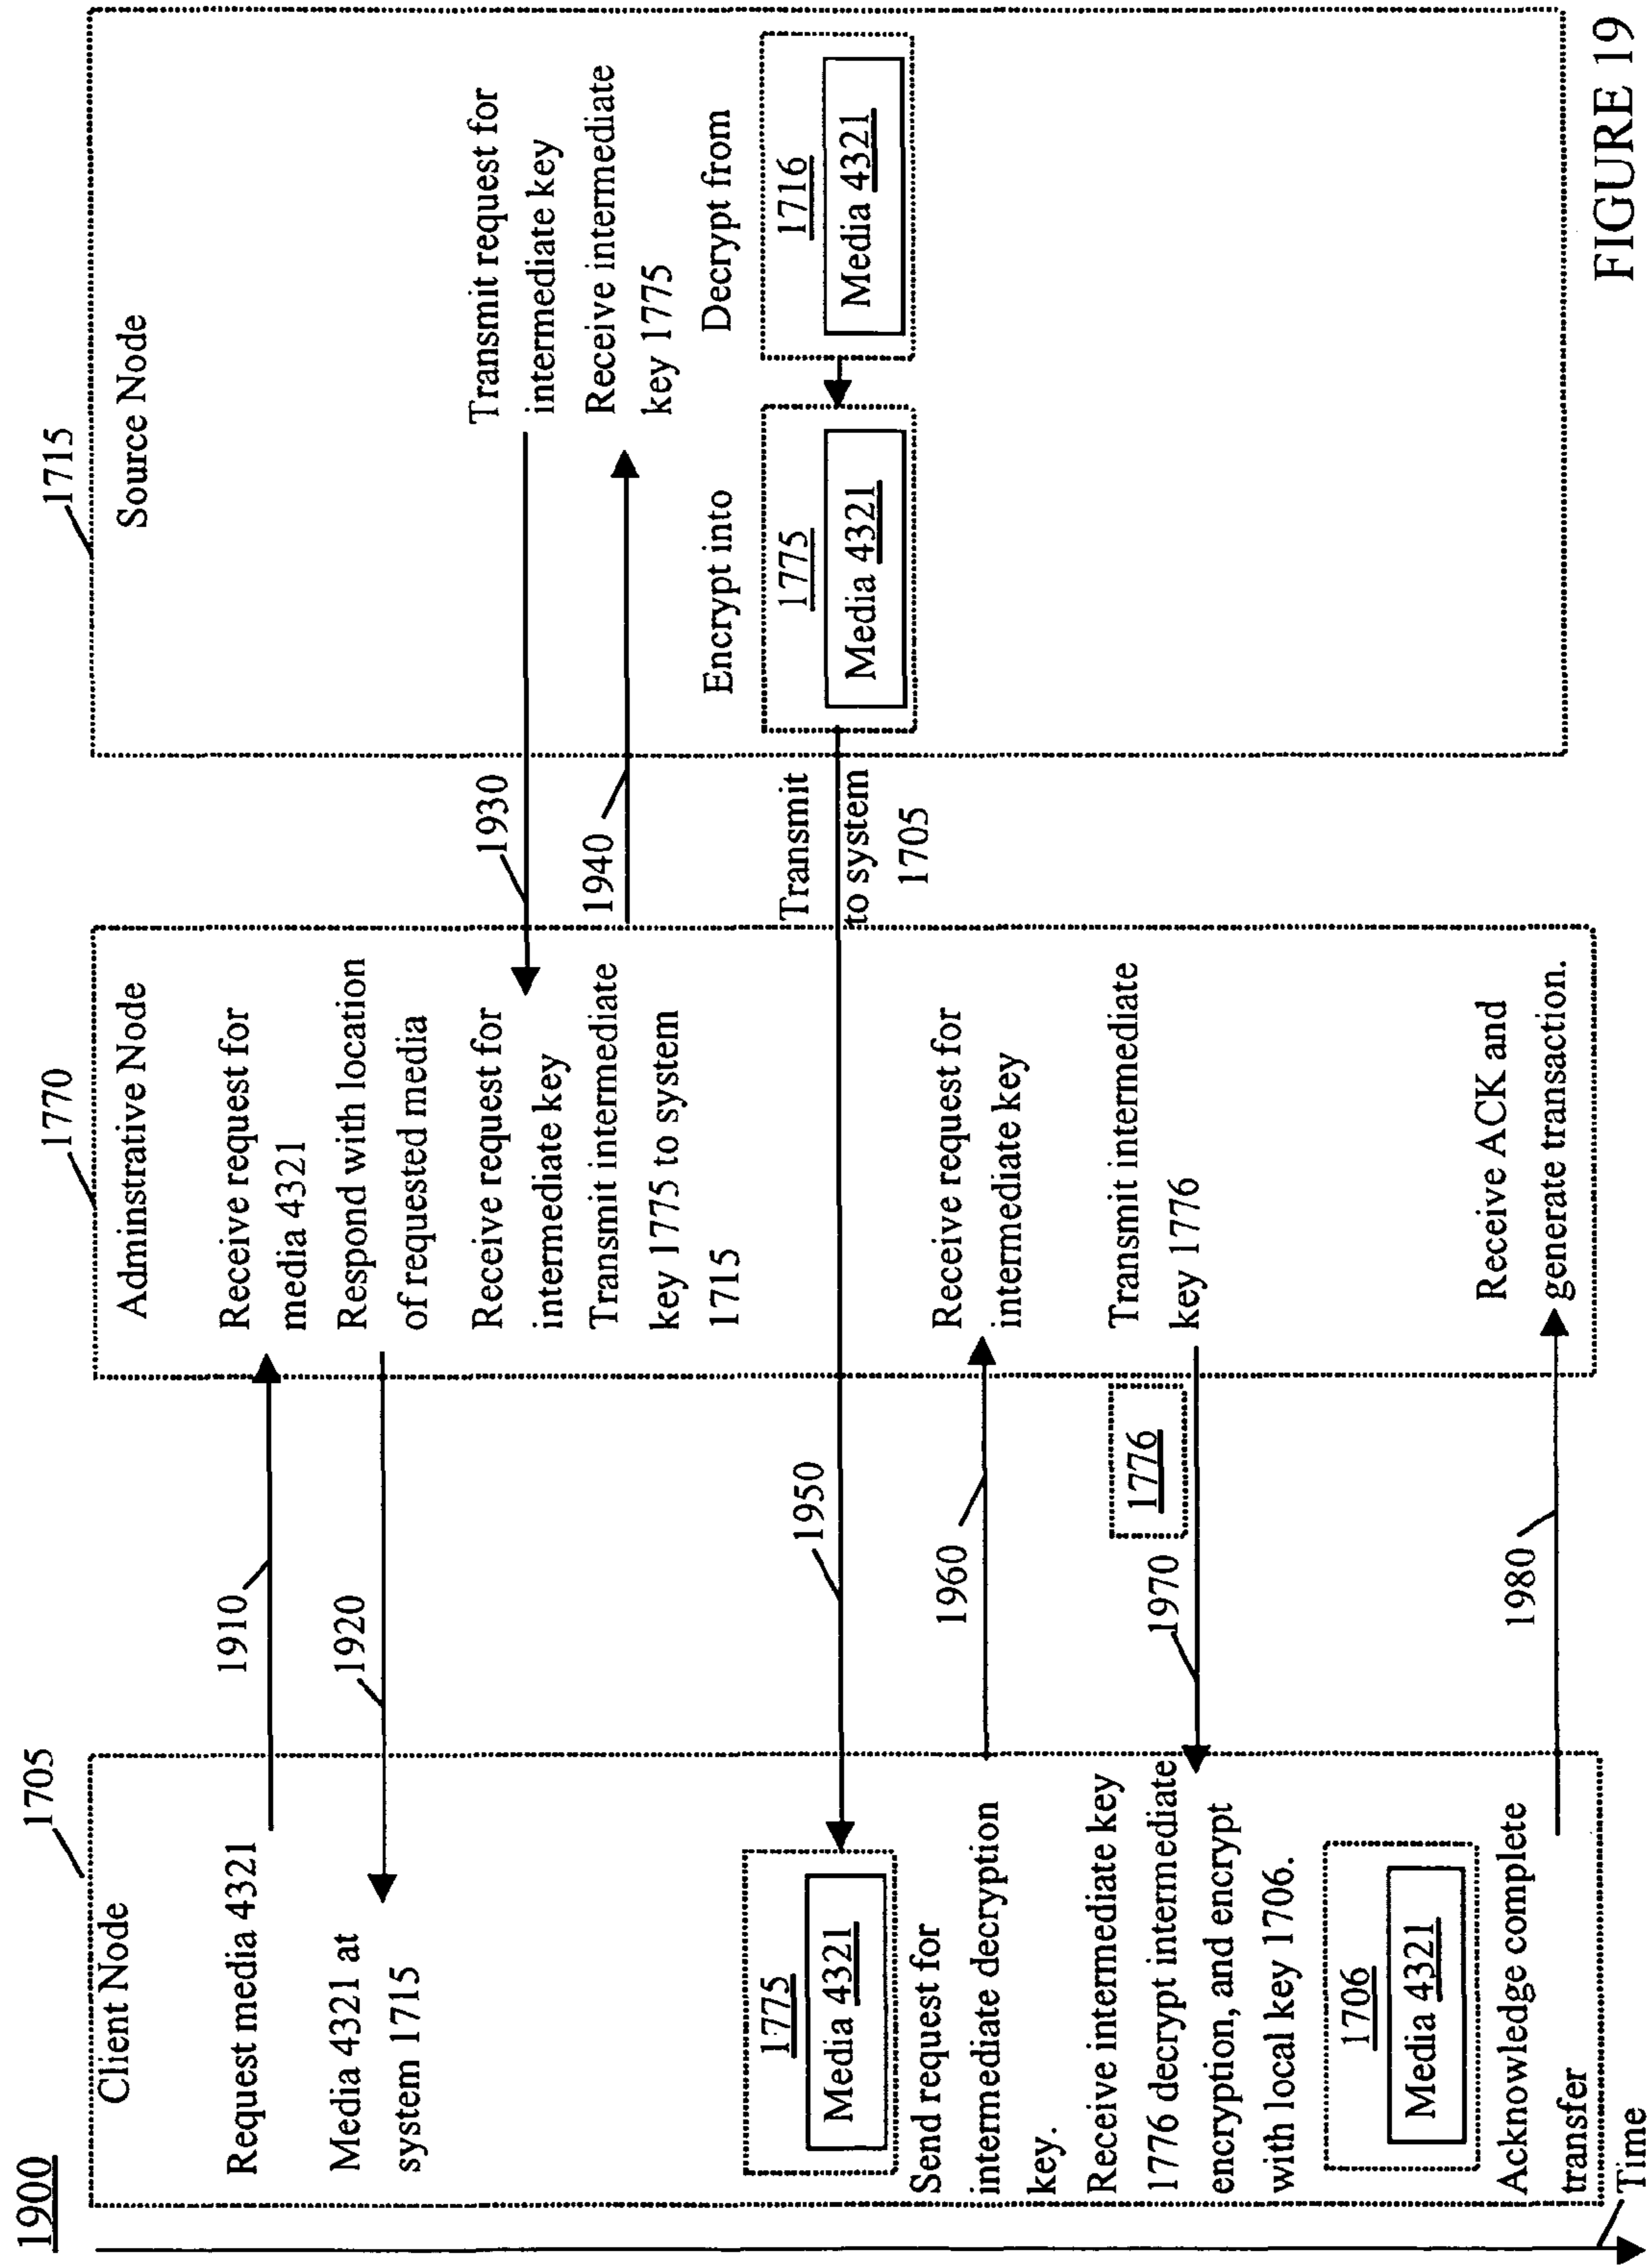 1900
1705
Client Node
Request media 4321
Media 4321 at
system 1715
1775
Media 4321
Send request for
intermediate decryption
key.
Receive intermediate key
1776 decrypt intermediate
encryption, and encrypt
with local key 1706.
1706
Media 4321
Acknowledge complete
transfer
Time
1910
1920
1950
1960
1970
1776
1980
1770
Adminstrative Node
Receive request for
media 4321
Respond with location
of requested media
Receive request for
intermediate key
Transmit intermediate
key 1775 to system
1715
Receive request for
intermediate key
Transmit intermediate
key 1776
Receive ACK and
generate transaction.
1930
1940
Transmit
to system
1705
1715
Source Node
Transmit request for
intermediate key
Receive intermediate
key 1775
Encrypt into
1775
Media 4321
Decrypt from
1716
Media 4321
FIGURE 19